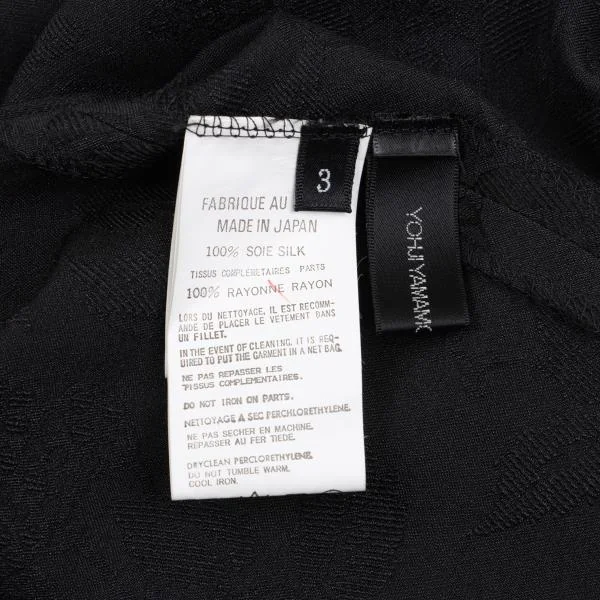 3
YOHJI YAMAM
FABRIQUE AU
MADE IN JAPAN
100% SOIE SILK
TISSUS COMPLEMETAIRES PARTS
100% RAYONNE RAYON
LORS DU NETTOYAGE, IL EST RECOMM-
ANDE DE PLACER LE VETEMENT DANS
UN FILLET.
IN THE EVENT OF CLEANING, IT IS REQ-
UIRED TO PUT THE GARMENT IN A NET BAG.
NE PAS REPASSER LES
TISSUS COMPLEMENTAIRES.
DO NOT IRON ON PARTS.
NETTOYAGE A SEC PERCHLORETHYLENE.
NE PAS SECHER EN MACHINE.
REPASSER AU FER TIEDE.
DRYCLEAN PERCLORETHYLENE.
DO NOT TUMBLE WARM.
COOL IRON.